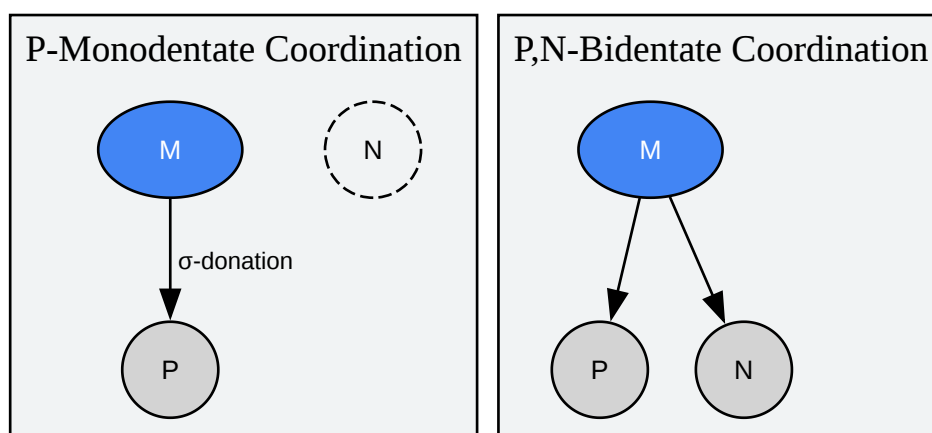 P-Monodentate Coordination
M
N
σ-donation
P
P,N-Bidentate Coordination
M
P
N